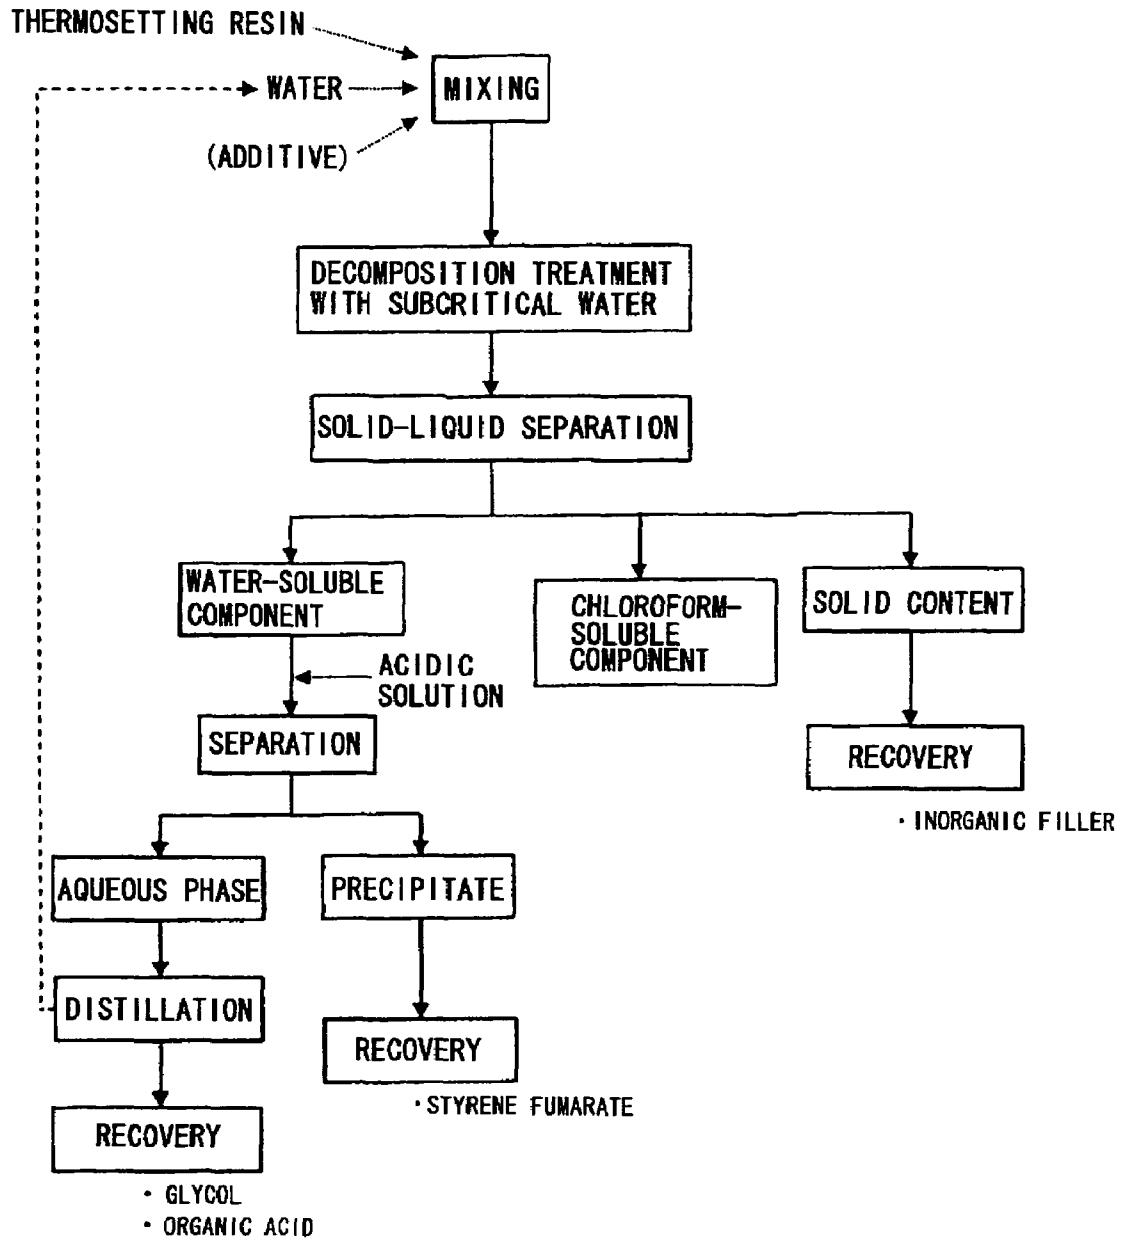 THERMOSETTING RESIN
WATER
MIXING
(ADDITIVE)
DECOMPOSITION TREATMENT
WITH SUBCRITICAL WATER
SOLID-LIQUID SEPARATION
WATER-SOLUBLE
COMPONENT
CHLOROFORM-
SOLUBLE
COMPONENT
SOLID CONTENT
ACIDIC
SOLUTION
SEPARATION
RECOVERY
・INORGANIC FILLER
AQUEOUS PHASE
PRECIPITATE
DISTILLATION
RECOVERY
・STYRENE FUMARATE
RECOVERY
・GLYCOL
・ORGANIC ACID